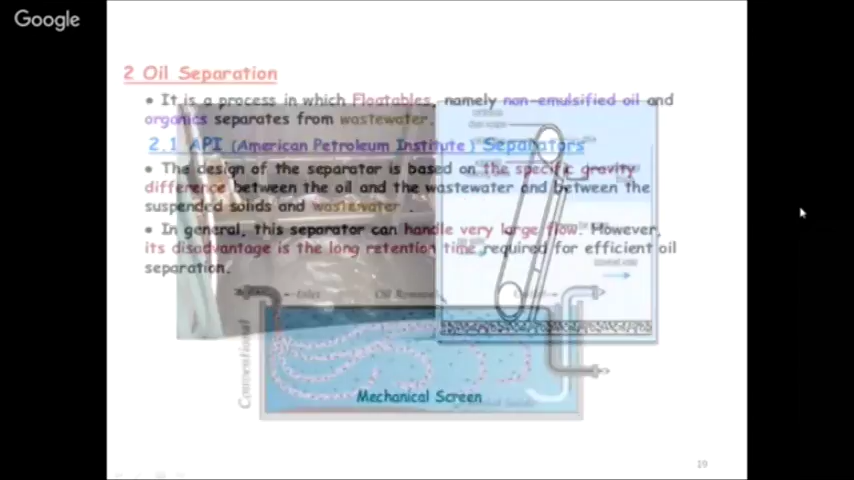 Google
2 Oil Separation
• It is a process in which Floatables, namely non-emulsified oil and
organics separates from wastewater.
2.1 API (American Petroleum Institute) Separators
• The design of the separator is based on the specific gravity
difference between the oil and the wastewater and between the
suspended solids and wastewater.
• In general, this separator can handle very large flow. However,
its disadvantage is the long retention time required for efficient oil
separation.
Inlet
Conventional
Mechanical Screen